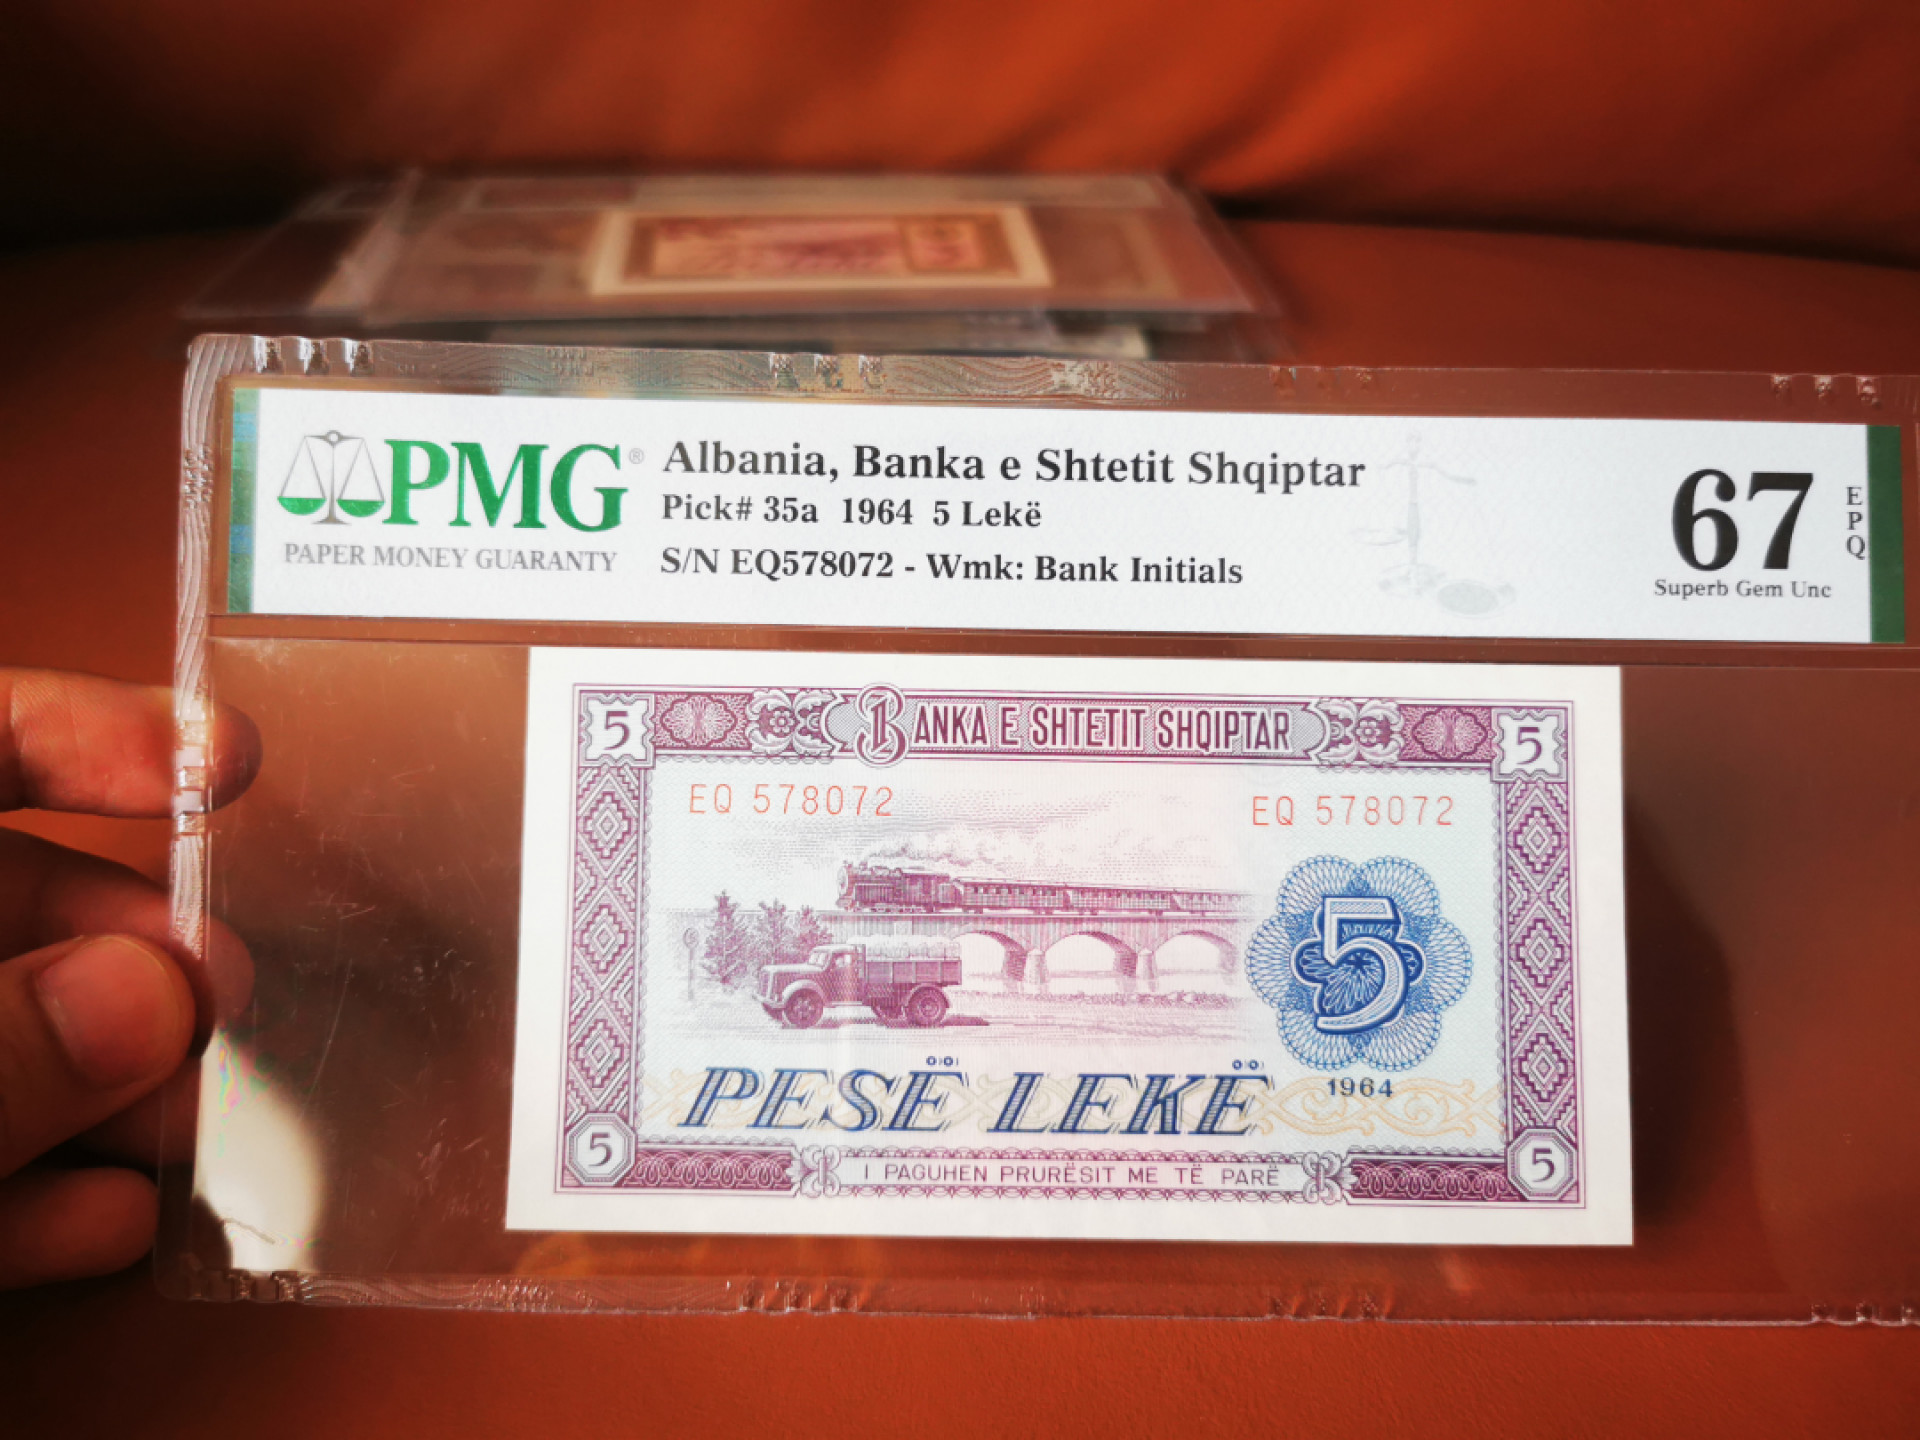 PMG®
PAPER MONEY GUARANTY
Albania, Banka e Shtetit Shqiptar
Pick# 35a 1964 5 Lekë
S/N EQ578072 - Wmk: Bank Initials
67
EPQ
Superb Gem Unc
5 BANKA E SHTETIT SHQIPTAR 5
EQ 578072 EQ 578072
5
PESË LEKË
1964
5 I PAGUHEN PRURËSIT ME TË PARË 5